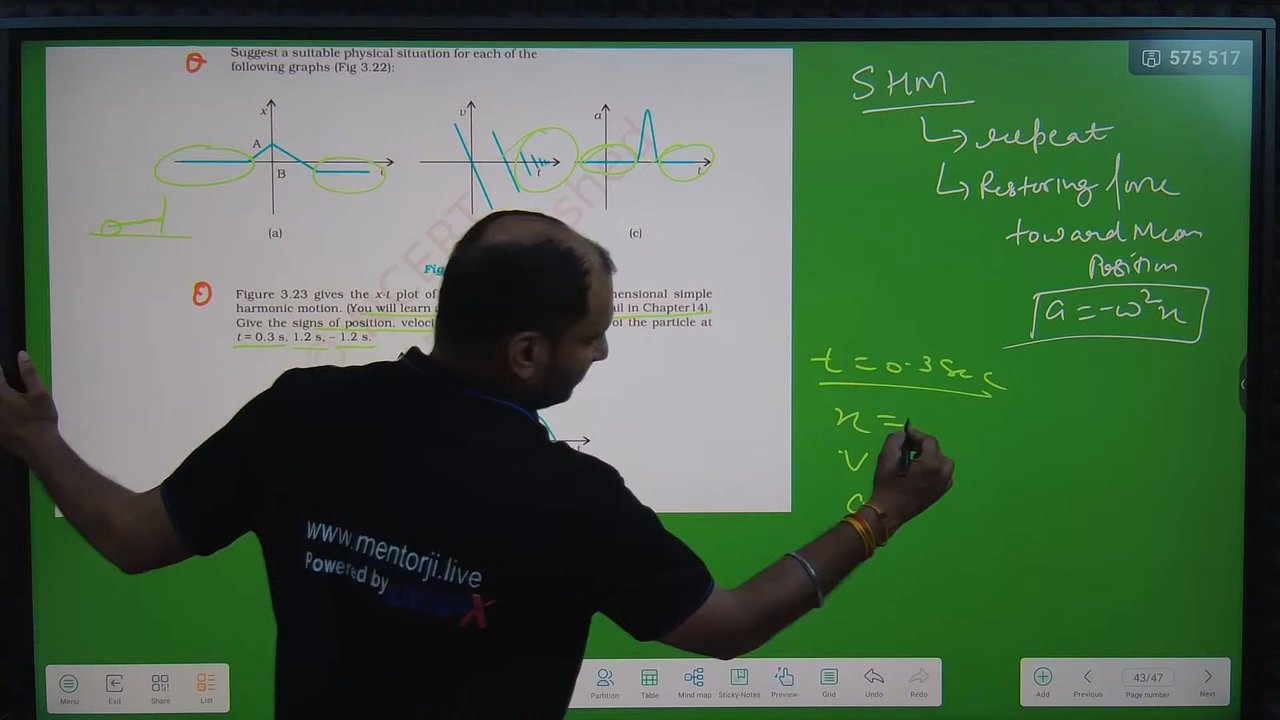 575 517
Suggest a suitable physical situation for each of the
following graphs (Fig 3.22):
x
A
B
t
(a)
v
t
a
t
(c)
Fig
Figure 3.23 gives the x-t plot of
mensional simple
harmonic motion. (You will learn
ail in Chapter14).
Give the signs of position, veloci
of the particle at
t = 0.3 s, 1.2 s, – 1.2 s.
t
SHM
↳ repeat
↳ Restoring force
toward Mean
Position
a = -ω²x
t = 0.3 Sec
x =
V
a
www.mentorji.live
Powered by
Menu
Exit
Share
List
Partition
Table
Mind map
Sticky-Notes
Preview
Grid
Undo
Redo
Add
Previous
43/47
Page number
Next